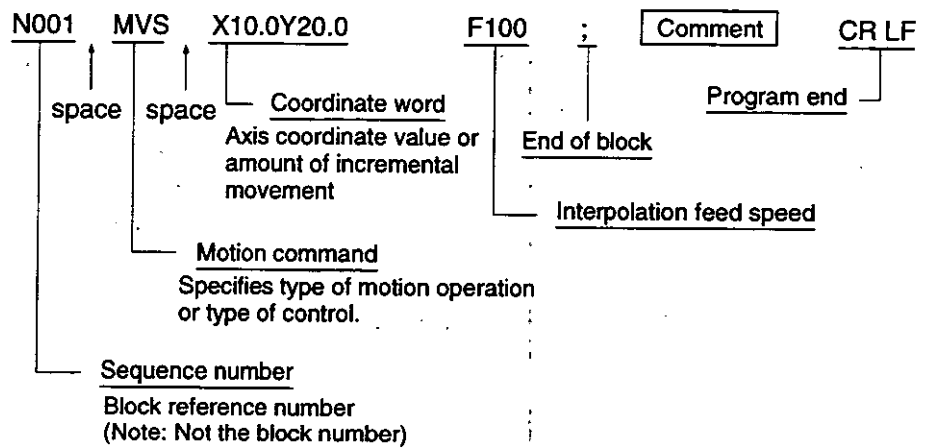 N001 MVS X10.0Y20.0 F100 ; Comment CR LF
space space
Coordinate word
Program end
Axis coordinate value or
amount of incremental
movement
End of block
Interpolation feed speed
Motion command
Specifies type of motion operation
or type of control.
Sequence number
Block reference number
(Note: Not the block number)